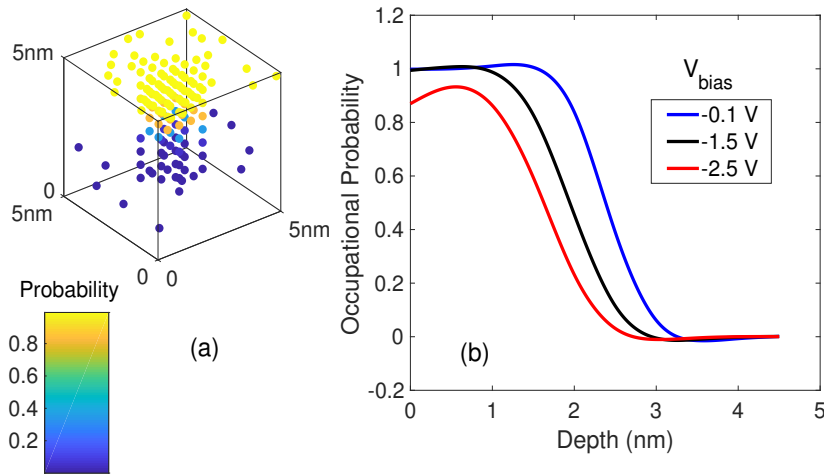 5nm
5nm
0
5nm
5nm
0
0
Probability
0.8
0.6
0.4
0.2
(a)
1.2
1
0.8
0.6
0.4
0.2
0
-0.2
Occupational Probability
V_bias
-0.1 V
-1.5 V
-2.5 V
(b)
0
1
2
3
4
5
Depth (nm)